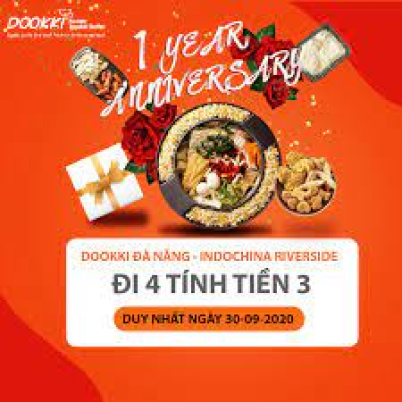 DOOKKI
1 YEAR
ANNIVERSARY
DOOKKI ĐÀ NẴNG - INDOCHINA RIVERSIDE
ĐI 4 TÍNH TIỀN 3
DUY NHẤT NGÀY 30-09-2020